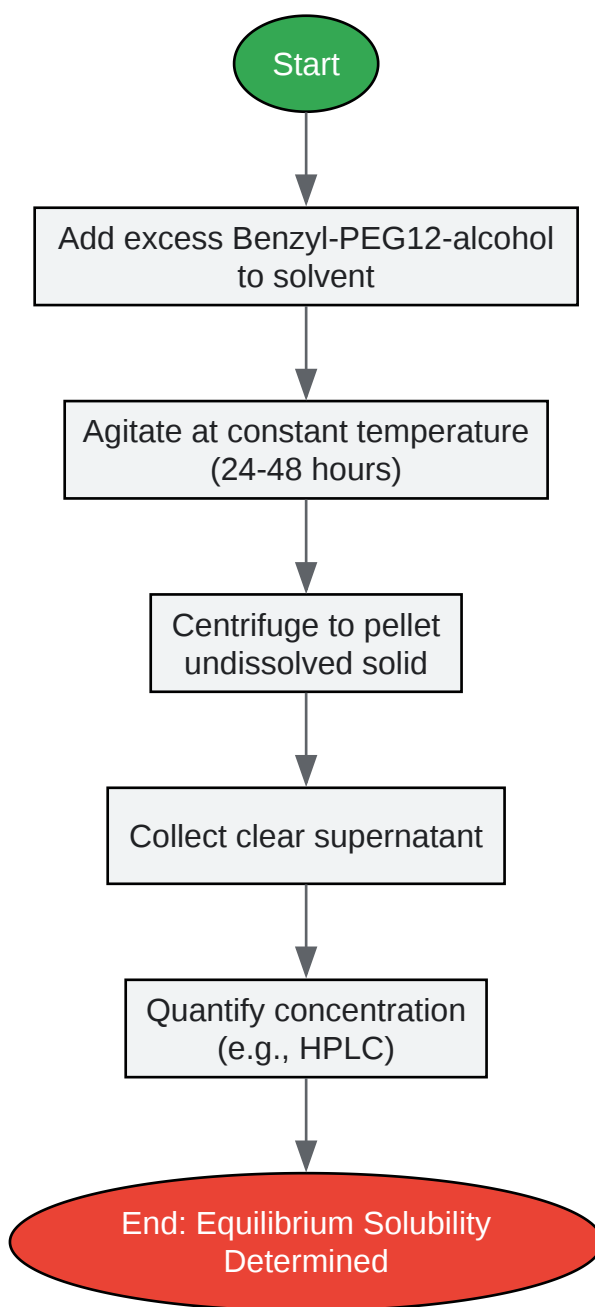 Start
Add excess Benzyl-PEG12-alcohol
to solvent
Agitate at constant temperature
(24-48 hours)
Centrifuge to pellet
undissolved solid
Collect clear supernatant
Quantify concentration
(e.g., HPLC)
End: Equilibrium Solubility
Determined